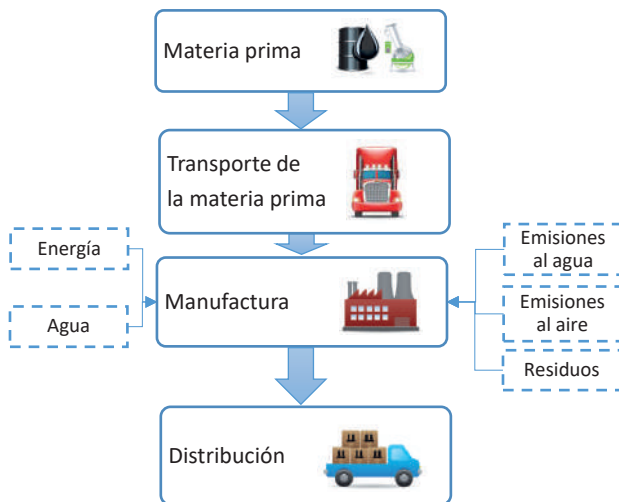 Materia prima
Transporte de
la materia prima
Energía
Agua
Manufactura
Emisiones
al agua
Emisiones
al aire
Residuos
Distribución